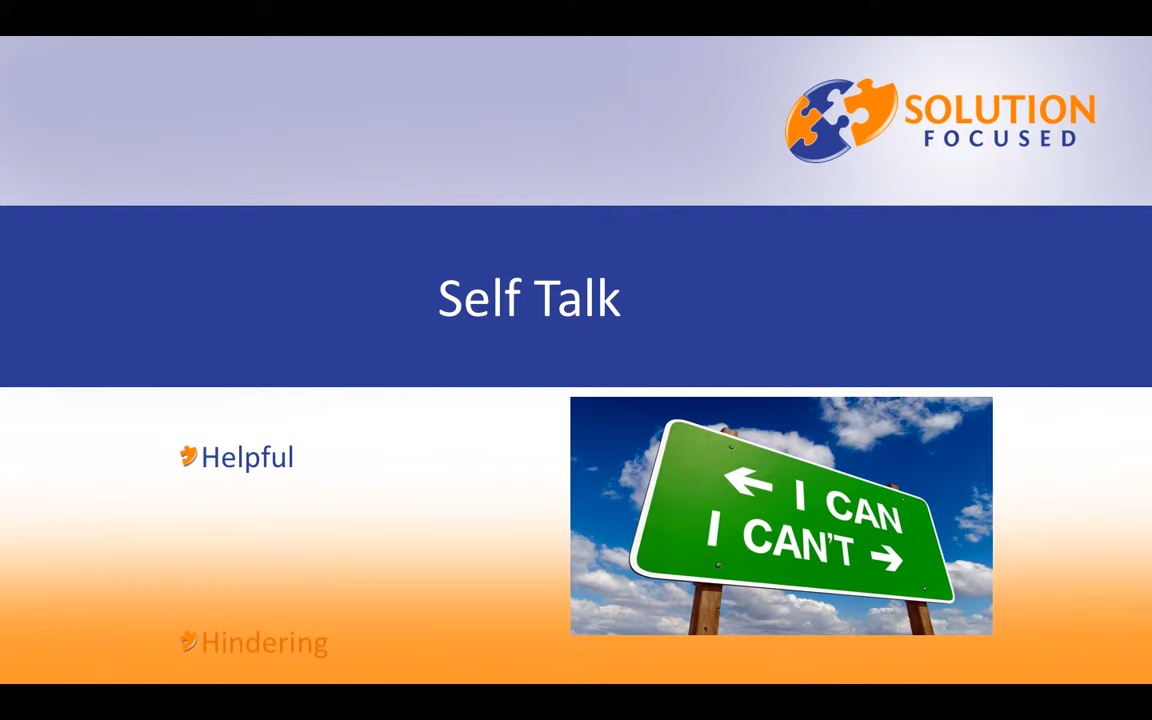 SOLUTION
FOCUSED
Self Talk
Helpful
I CAN
I CAN'T
Hindering